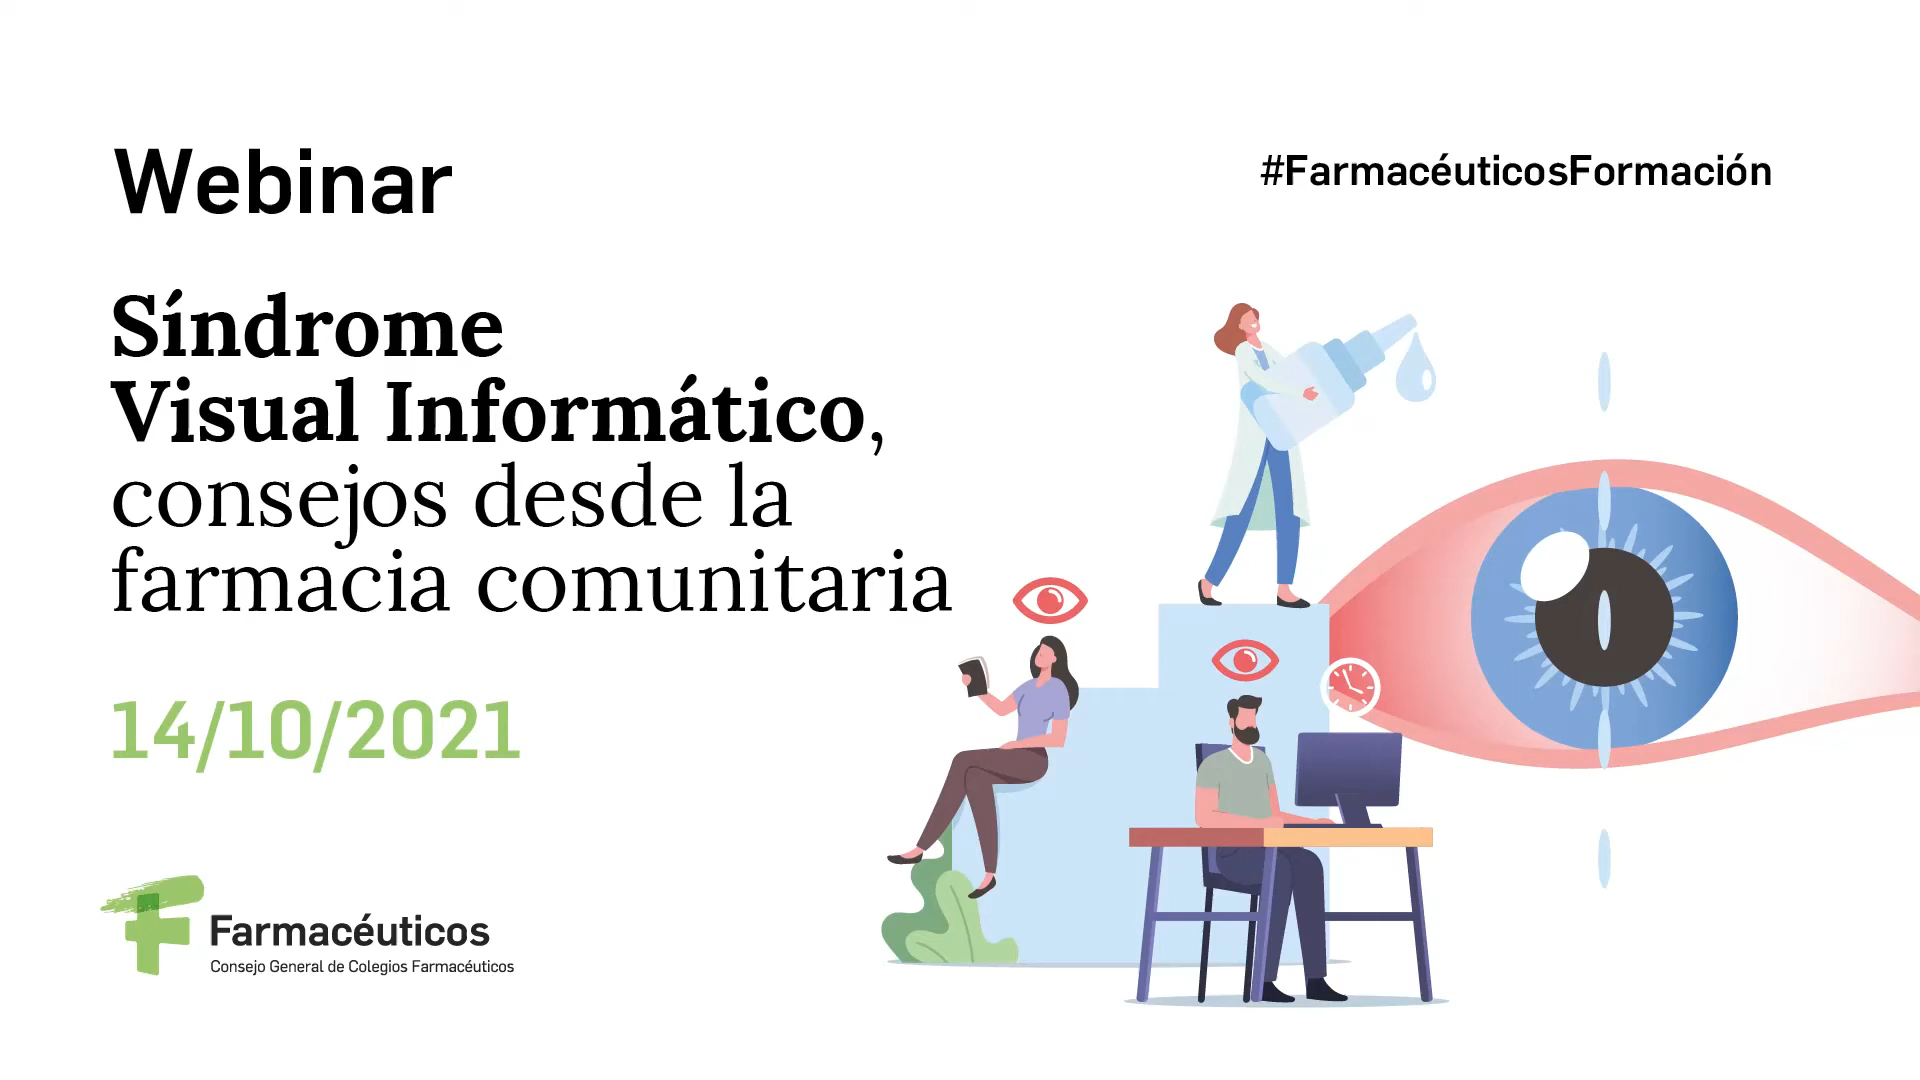 Webinar
#FarmacéuticosFormación
Síndrome
Visual Informático,
consejos desde la
farmacia comunitaria
14/10/2021
Farmacéuticos
Consejo General de Colegios Farmacéuticos